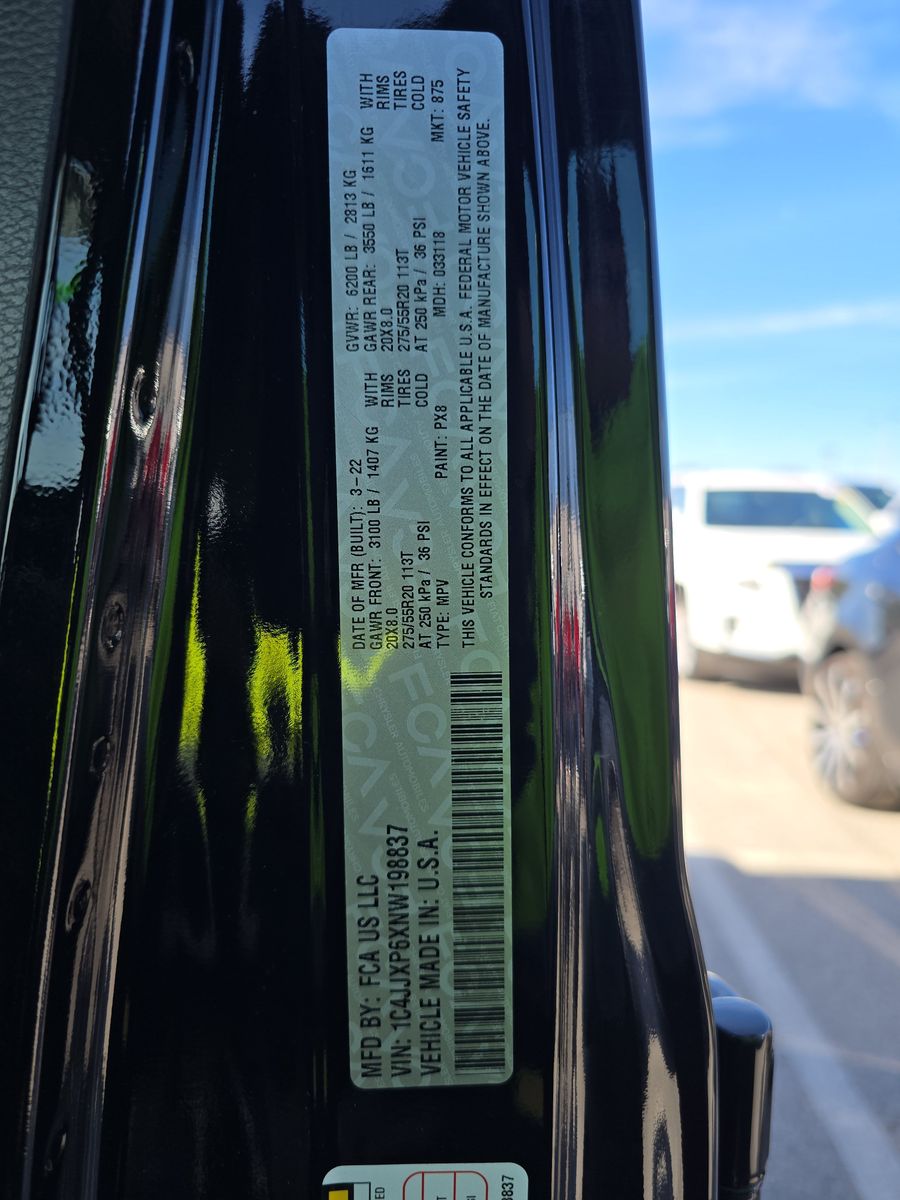 MFD BY: FCA US LLC
VIN: 1C4JJXP6XNW198837
VEHICLE MADE IN: U.S.A.
DATE OF MFR (BUILT): 3-22 GVWR: 6200 LB / 2813 KG
GAWR FRONT: 3100 LB / 1407 KG WITH GAWR REAR: 3550 LB / 1611 KG WITH
20X8.0 RIMS 20X8.0 RIMS
275/55R20 113T TIRES 275/55R20 113T TIRES
AT 250 kPa / 36 PSI COLD AT 250 kPa / 36 PSI COLD
TYPE: MPV PAINT: PX8 MDH: 033118 MKT: 875
THIS VEHICLE CONFORMS TO ALL APPLICABLE U.S.A. FEDERAL MOTOR VEHICLE SAFETY
STANDARDS IN EFFECT ON THE DATE OF MANUFACTURE SHOWN ABOVE.
8837